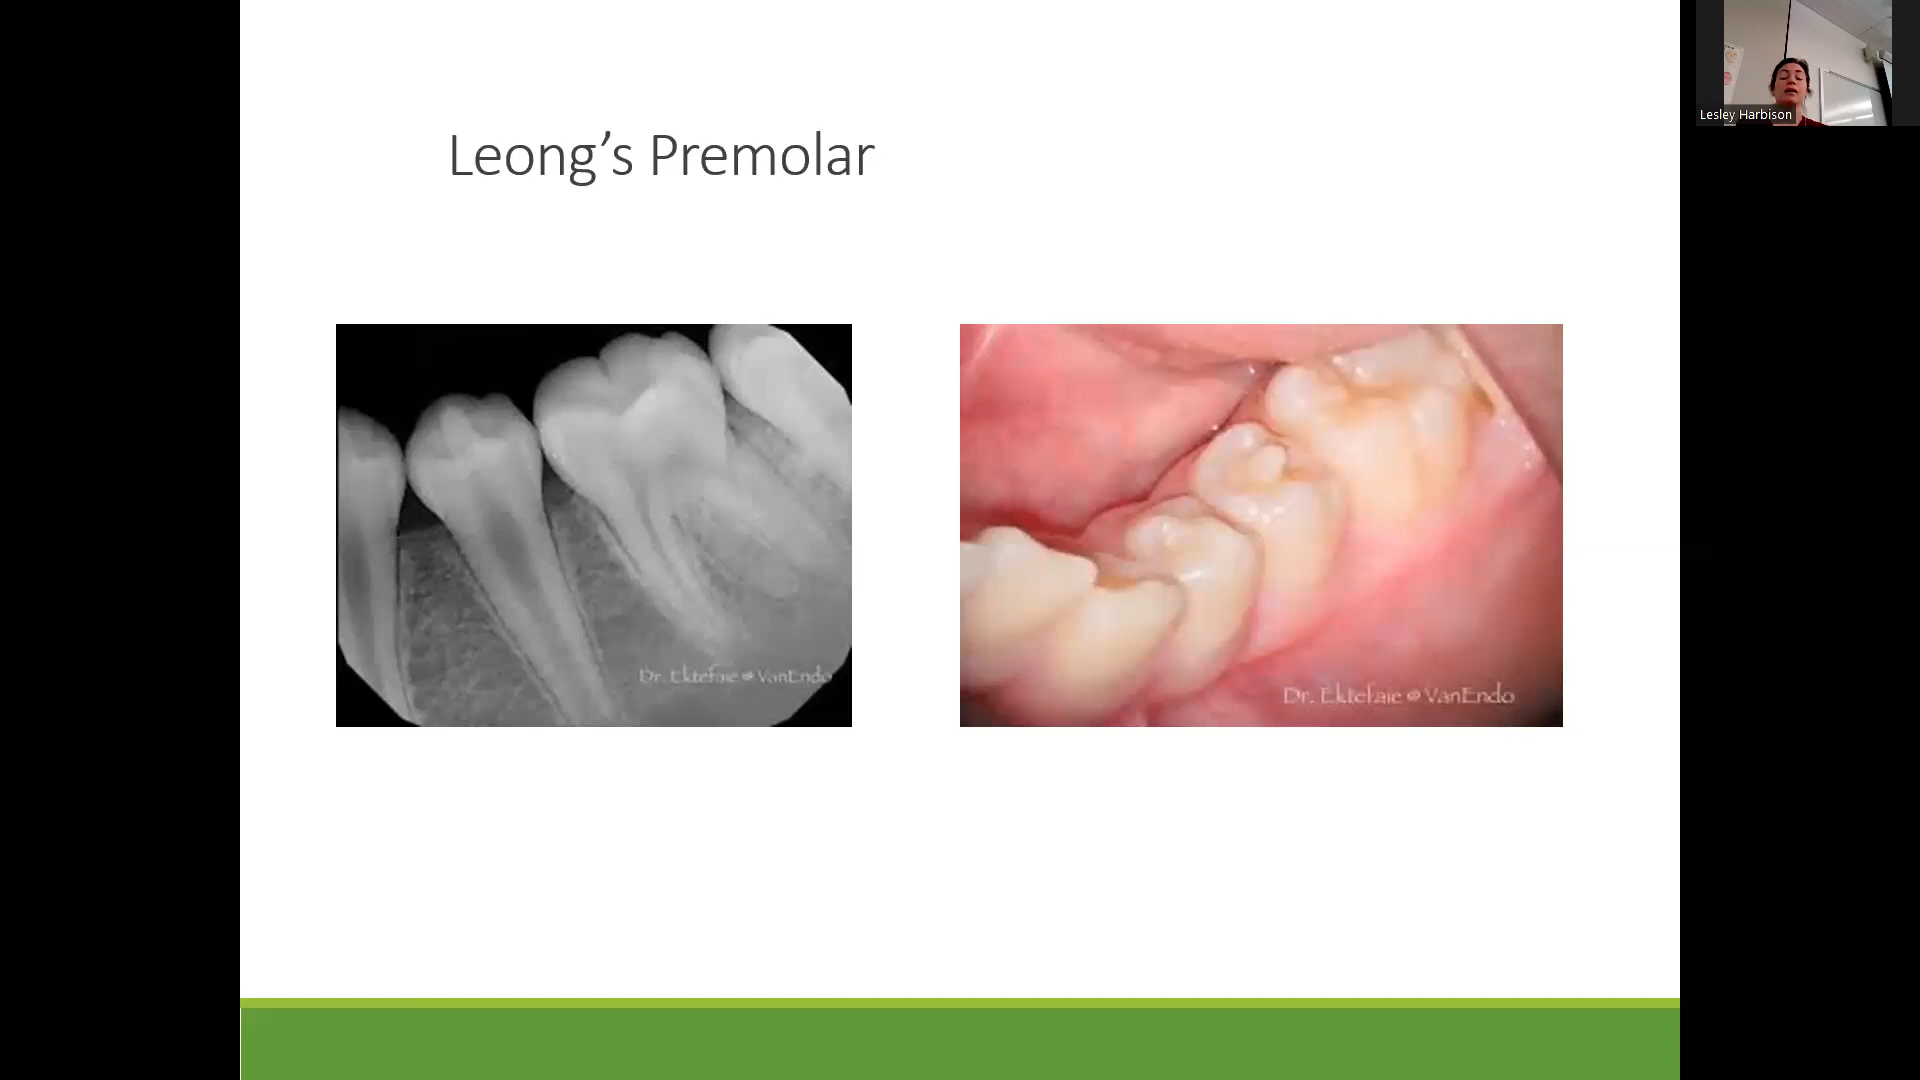 Leong’s Premolar
Lesley Harbison
Dr. Ektefaie @ VanEndo
Dr. Ektefaie @ VanEndo